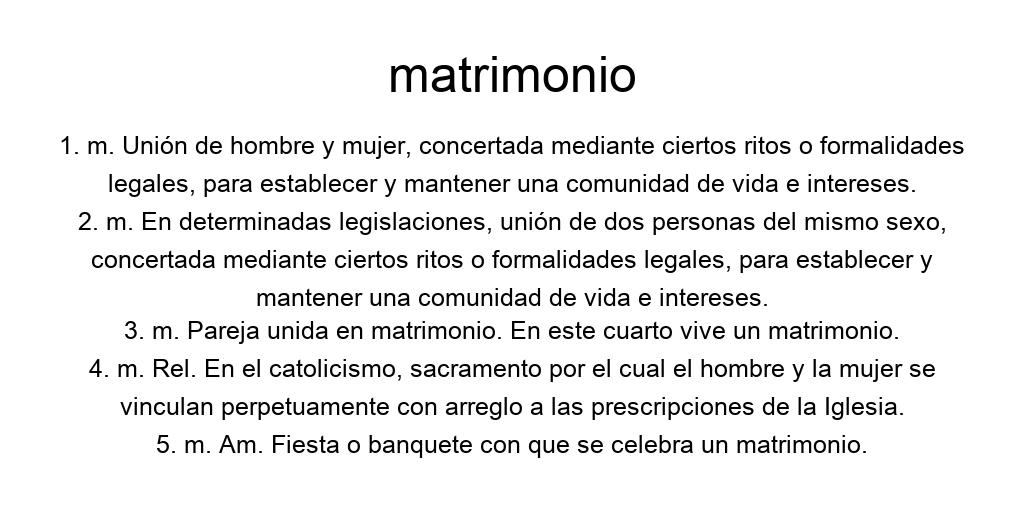 matrimonio
1. m. Unión de hombre y mujer, concertada mediante ciertos ritos o formalidades
legales, para establecer y mantener una comunidad de vida e intereses.
2. m. En determinadas legislaciones, unión de dos personas del mismo sexo,
concertada mediante ciertos ritos o formalidades legales, para establecer y
mantener una comunidad de vida e intereses.
3. m. Pareja unida en matrimonio. En este cuarto vive un matrimonio.
4. m. Rel. En el catolicismo, sacramento por el cual el hombre y la mujer se
vinculan perpetuamente con arreglo a las prescripciones de la Iglesia.
5. m. Am. Fiesta o banquete con que se celebra un matrimonio.